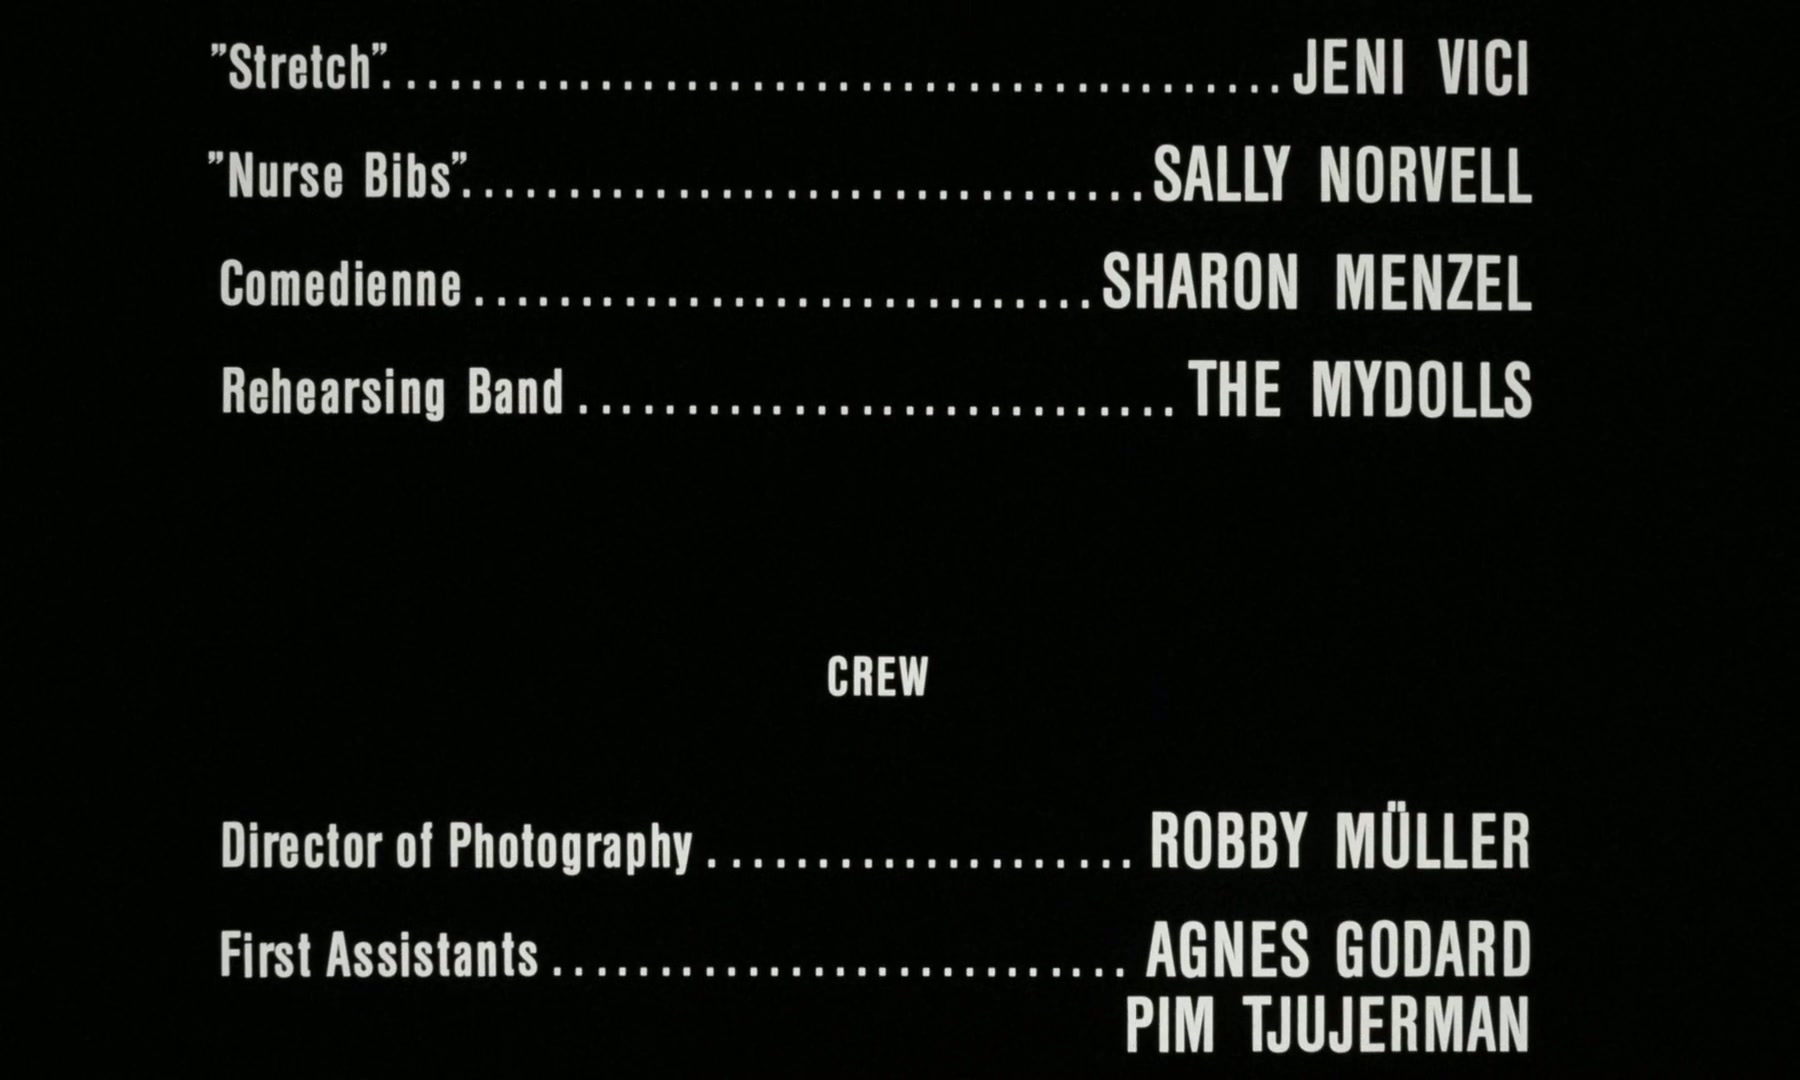 ”Stretch”..........................................JENI VICI
”Nurse Bibs”................................SALLY NORVELL
Comedienne.............................SHARON MENZEL
Rehearsing Band............................THE MYDOLLS
CREW
Director of Photography...................ROBBY MÜLLER
First Assistants...........................AGNES GODARD
PIM TJUJERMAN